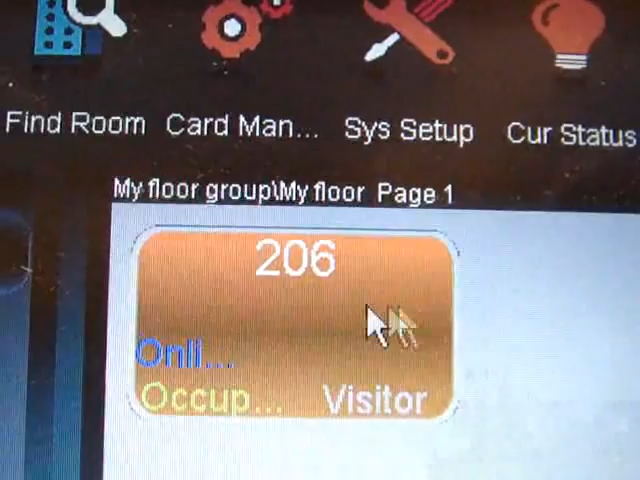 Find Room Card Man... Sys Setup Cur Status
My floor group\My floor Page 1
206
Onli...
Occup... Visitor